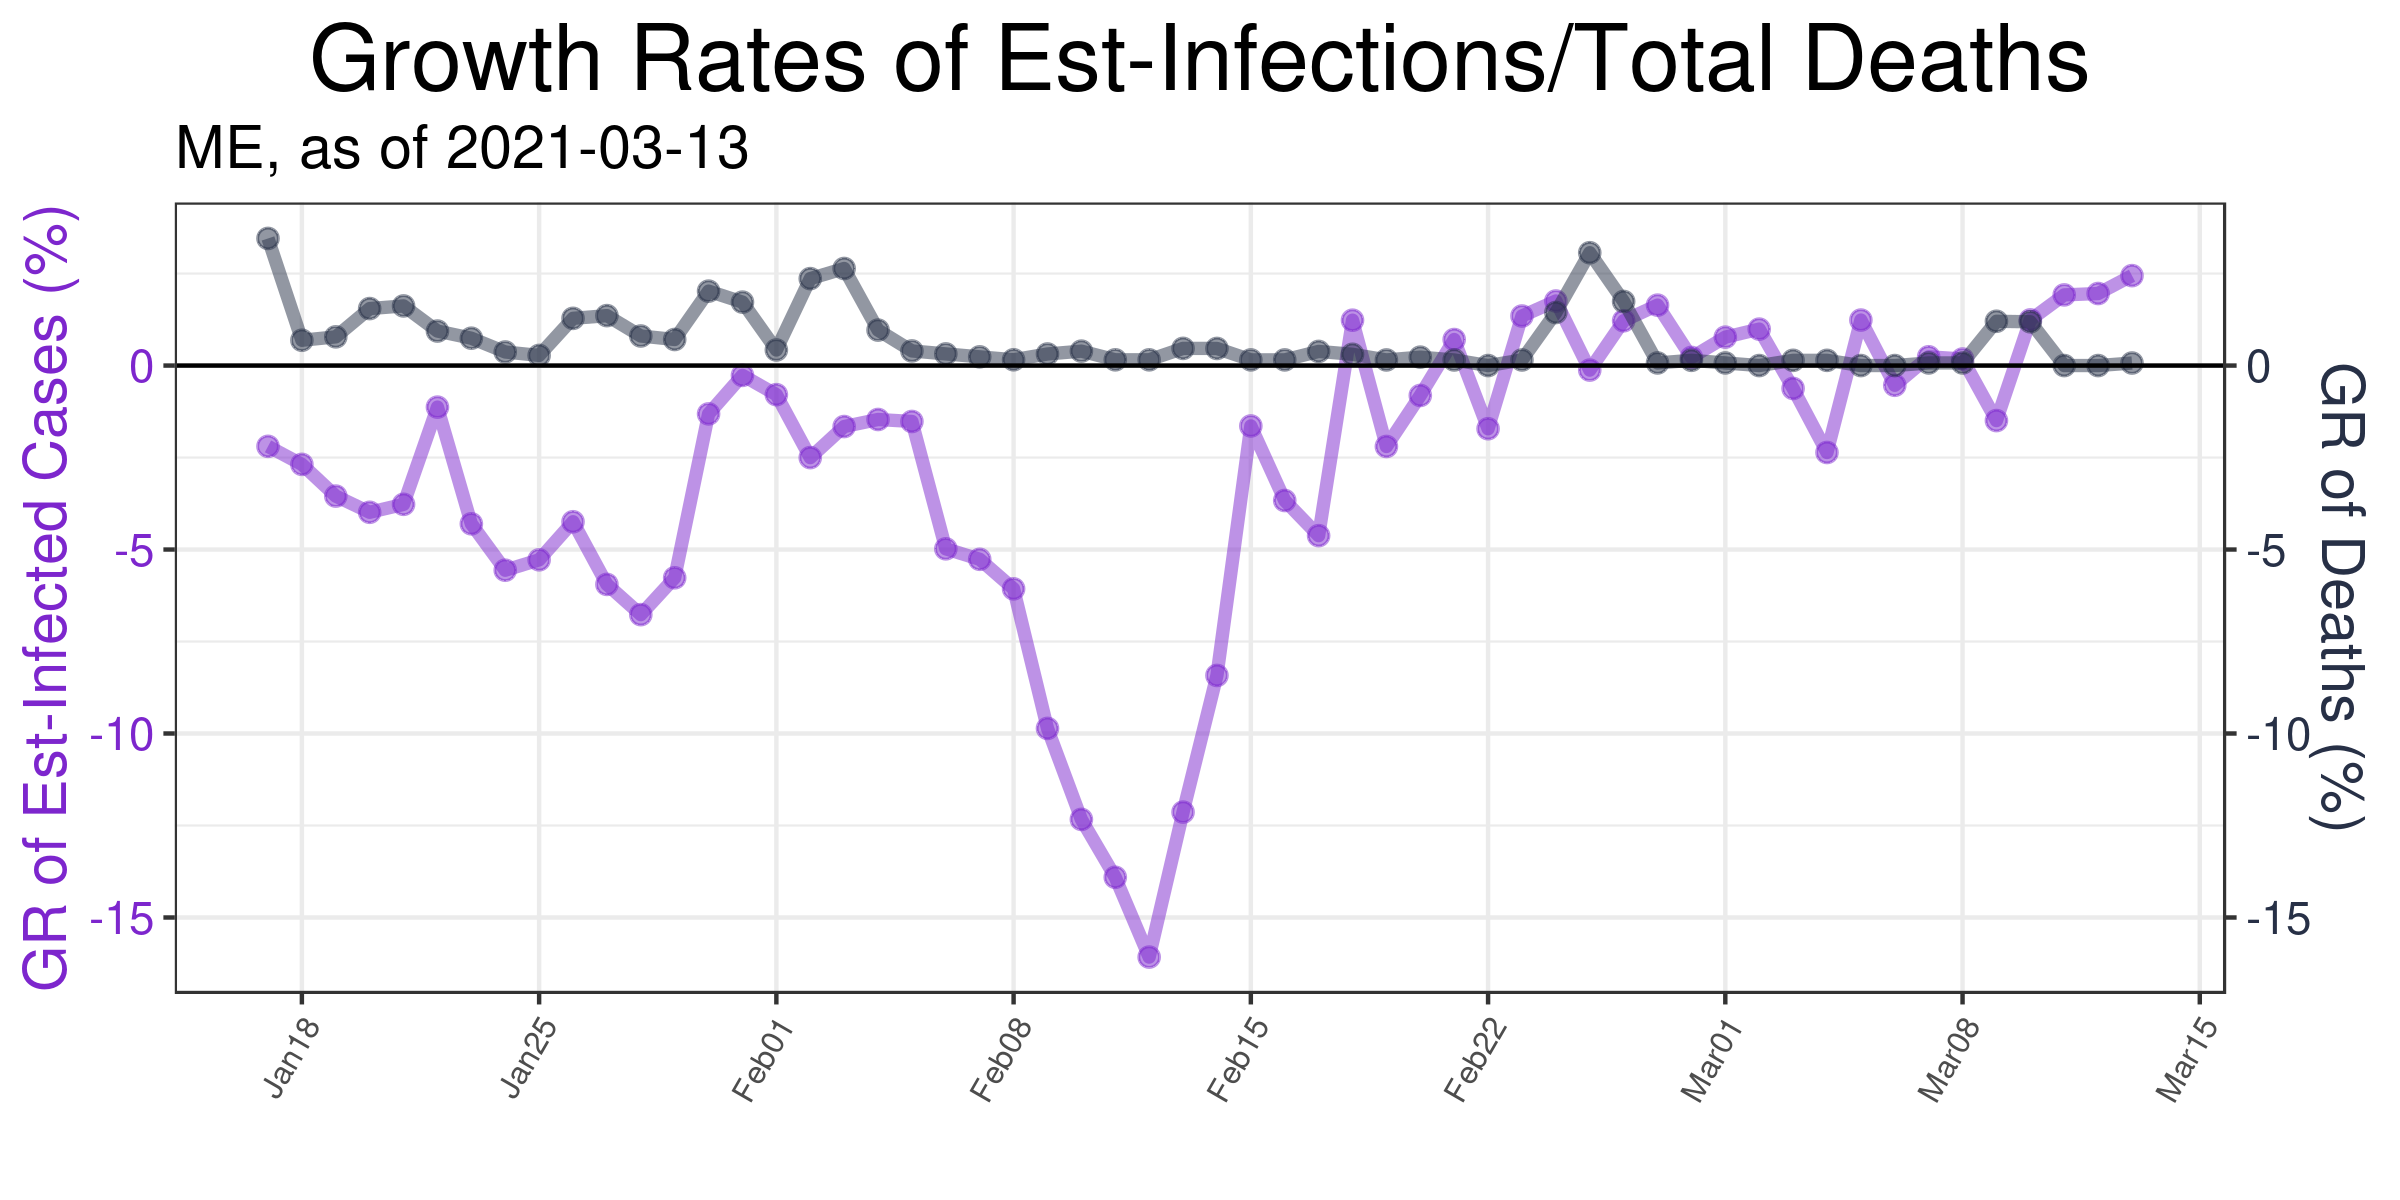 Growth Rates of Est-Infections/Total Deaths
ME, as of 2021-03-13
GR of Est-Infected Cases (%)
0
-5
-10
-15
0
-5
-10
-15
GR of Deaths (%)
Jan18
Jan25
Feb01
Feb08
Feb15
Feb22
Mar01
Mar08
Mar15